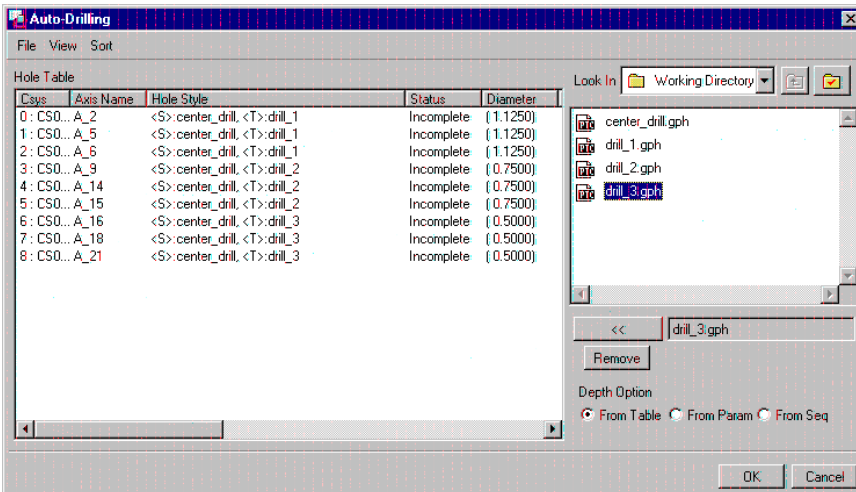 Auto-Drilling
File View Sort
Hole Table
Look In Working Directory
Csys Axis Name Hole Style Status Diameter
0 : CS0... A_2 <S>:center_drill, <T>:drill_1 Incomplete ( 1.1250)
1 : CS0... A_5 <S>:center_drill, <T>:drill_1 Incomplete ( 1.1250)
2 : CS0... A_6 <S>:center_drill, <T>:drill_1 Incomplete ( 1.1250)
3 : CS0... A_9 <S>:center_drill, <T>:drill_2 Incomplete ( 0.7500)
4 : CS0... A_14 <S>:center_drill, <T>:drill_2 Incomplete ( 0.7500)
5 : CS0... A_15 <S>:center_drill, <T>:drill_2 Incomplete ( 0.7500)
6 : CS0... A_16 <S>:center_drill, <T>:drill_3 Incomplete ( 0.5000)
7 : CS0... A_18 <S>:center_drill, <T>:drill_3 Incomplete ( 0.5000)
8 : CS0... A_21 <S>:center_drill, <T>:drill_3 Incomplete ( 0.5000)
PTC center_drill.gph
PTC drill_1.gph
PTC drill_2.gph
PTC drill_3.gph
<< drill_3.gph
Remove
Depth Option
From Table From Param From Seq
OK Cancel